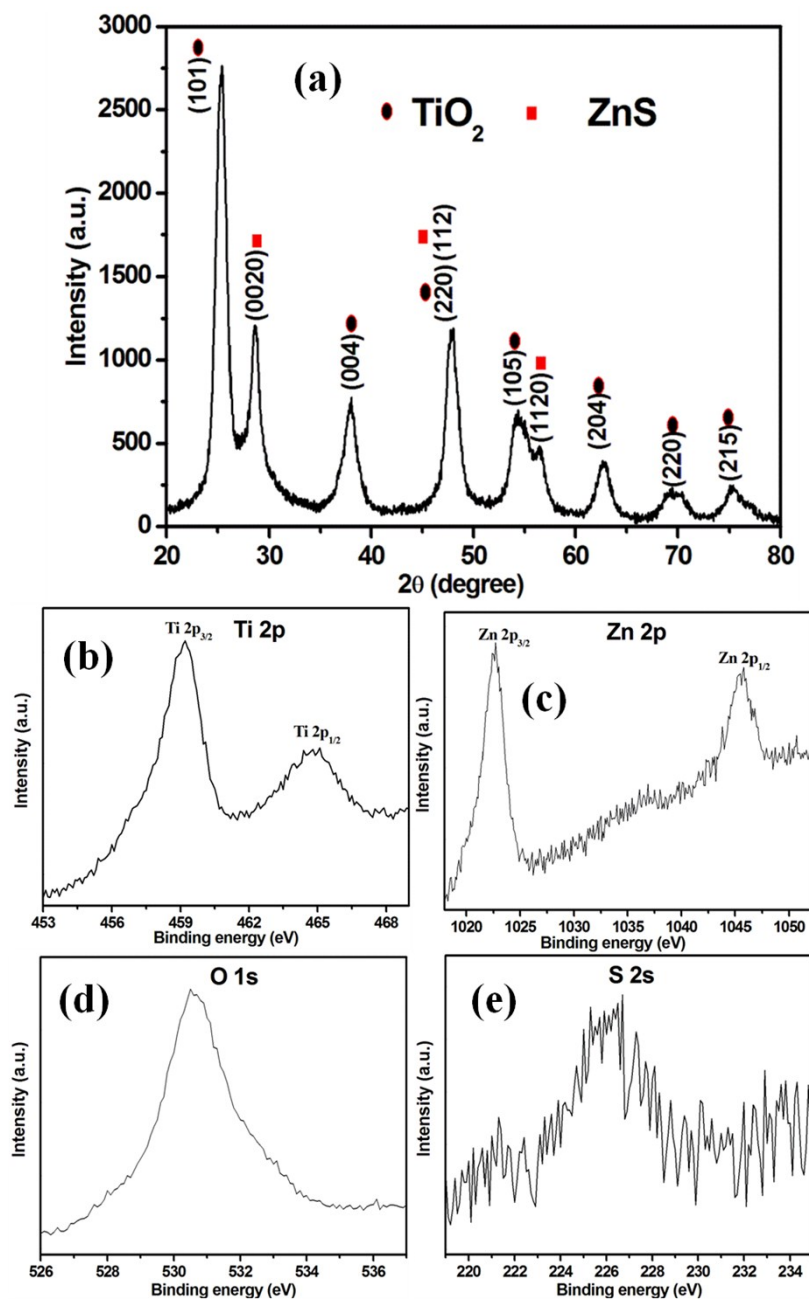 (a)
TiO2 ZnS
(101)
(0020)
(004)
(220) (112)
(105)
(1120)
(204)
(220)
(215)
Intensity (a.u.)
3000
2500
2000
1500
1000
500
0
20 30 40 50 60 70 80
2θ (degree)
(b)
Ti 2p
Ti 2p3/2
Ti 2p1/2
Intensity (a.u.)
453 456 459 462 465 468
Binding energy (eV)
(c)
Zn 2p
Zn 2p3/2
Zn 2p1/2
Intensity (a.u.)
1020 1025 1030 1035 1040 1045 1050
Binding energy (eV)
(d)
O 1s
Intensity (a.u.)
526 528 530 532 534 536
Binding energy (eV)
(e)
S 2s
Intensity (a.u.)
220 222 224 226 228 230 232 234
Binding energy (eV)